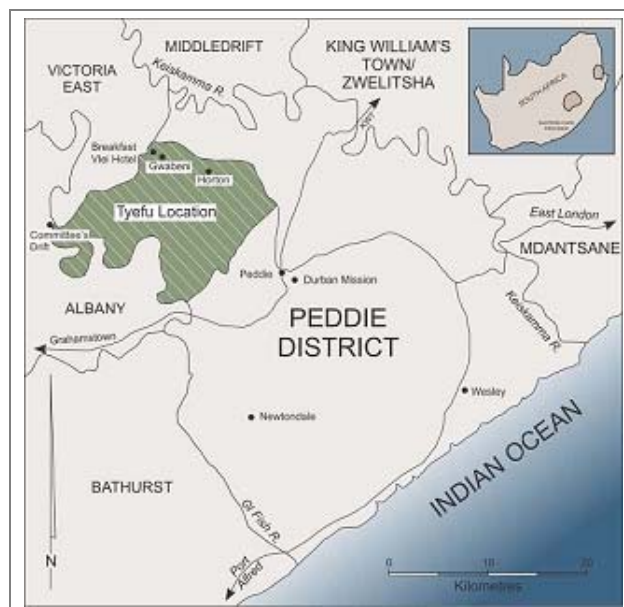 MIDDLEDRIFT
KING WILLIAM'S
TOWN/
ZWELITSHA
VICTORIA
EAST
Keiskamma R.
KWT
SOUTH AFRICA
Breakfast
Vlei Hotel
Gwabeni
Horton
Tyefu Location
Committee's
Drift
East London
MDANTSANE
Peddie
Durban Mission
ALBANY
Grahamstown
PEDDIE
DISTRICT
Keiskamma R.
Wesley
Newtondale
INDIAN OCEAN
BATHURST
Gt Fish R.
Port
Alfred
N
0 10 20
Kilometres